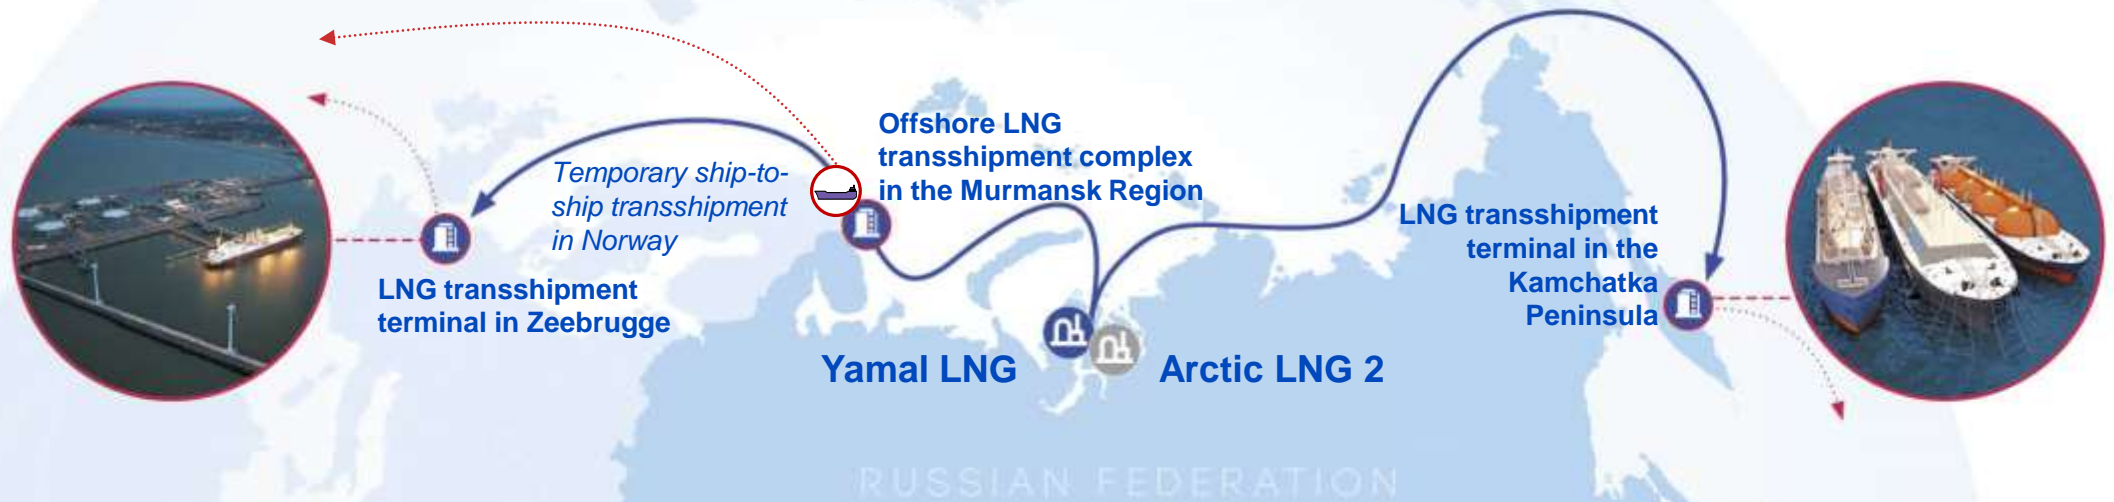 Offshore LNG
transshipment complex
in the Murmansk Region
Temporary ship-to-
ship transshipment
in Norway
LNG transshipment
terminal in the
Kamchatka
Peninsula
LNG transshipment
terminal in Zeebrugge
Yamal LNG
Arctic LNG 2
RUSSIAN FEDERATION